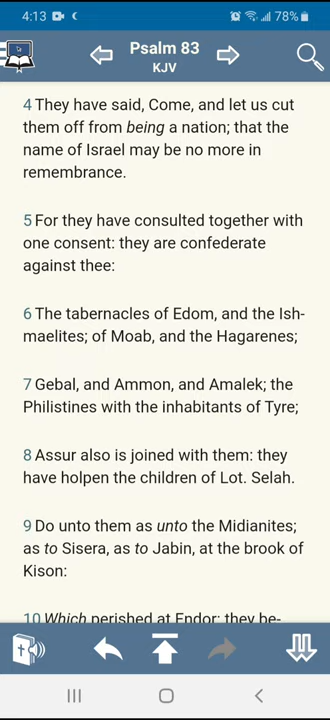 4:13
78%
Psalm 83
KJV
4 They have said, Come, and let us cut
them off from being a nation; that the
name of Israel may be no more in
remembrance.
5 For they have consulted together with
one consent: they are confederate
against thee:
6 The tabernacles of Edom, and the Ish-
maelites; of Moab, and the Hagarenes;
7 Gebal, and Ammon, and Amalek; the
Philistines with the inhabitants of Tyre;
8 Assur also is joined with them: they
have holpen the children of Lot. Selah.
9 Do unto them as unto the Midianites;
as to Sisera, as to Jabin, at the brook of
Kison:
10 Which perished at Endor: they be-